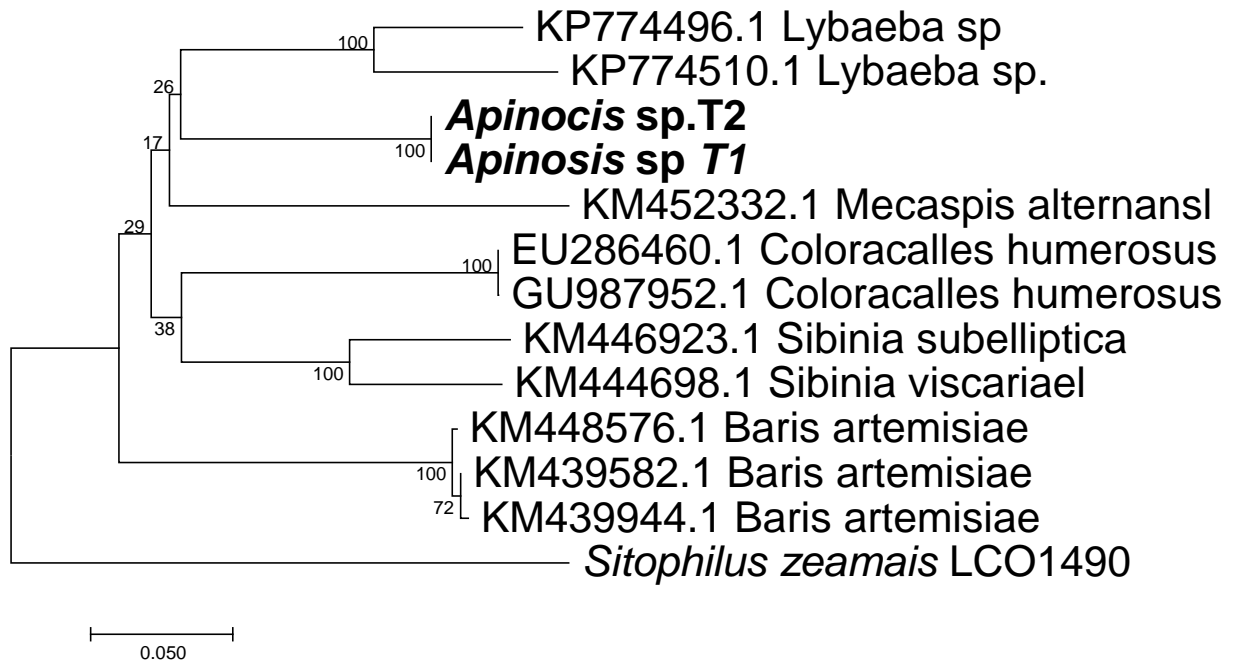 KP774496.1 Lybaeba sp
100
KP774510.1 Lybaeba sp.
26
Apinocis sp.T2
100
Apinosis sp T1
17
KM452332.1 Mecaspis alternansl
29
EU286460.1 Coloracalles humerosus
100
GU987952.1 Coloracalles humerosus
38
KM446923.1 Sibinia subelliptica
100
KM444698.1 Sibinia viscariael
KM448576.1 Baris artemisiae
100
KM439582.1 Baris artemisiae
72
KM439944.1 Baris artemisiae
Sitophilus zeamais LCO1490
0.050